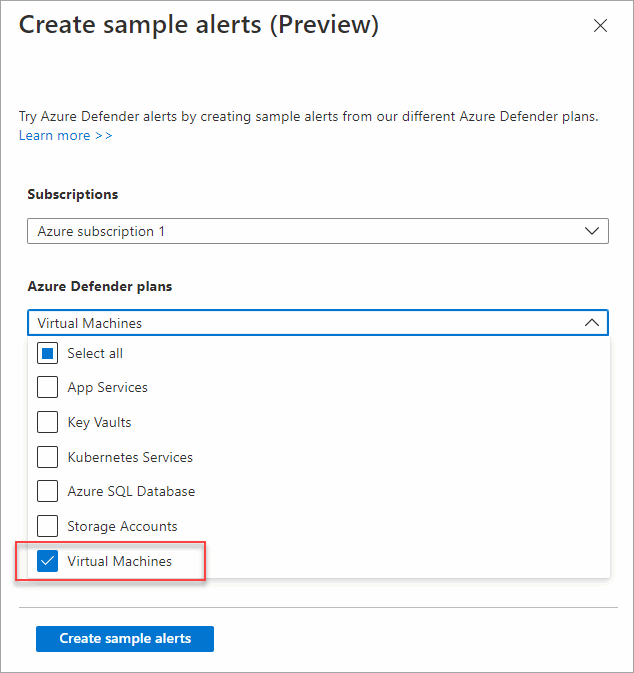 Create sample alerts (Preview)
Try Azure Defender alerts by creating sample alerts from our different Azure Defender plans.
Learn more >>
Subscriptions
Azure subscription 1
Azure Defender plans
Virtual Machines
Select all
App Services
Key Vaults
Kubernetes Services
Azure SQL Database
Storage Accounts
Virtual Machines
Create sample alerts